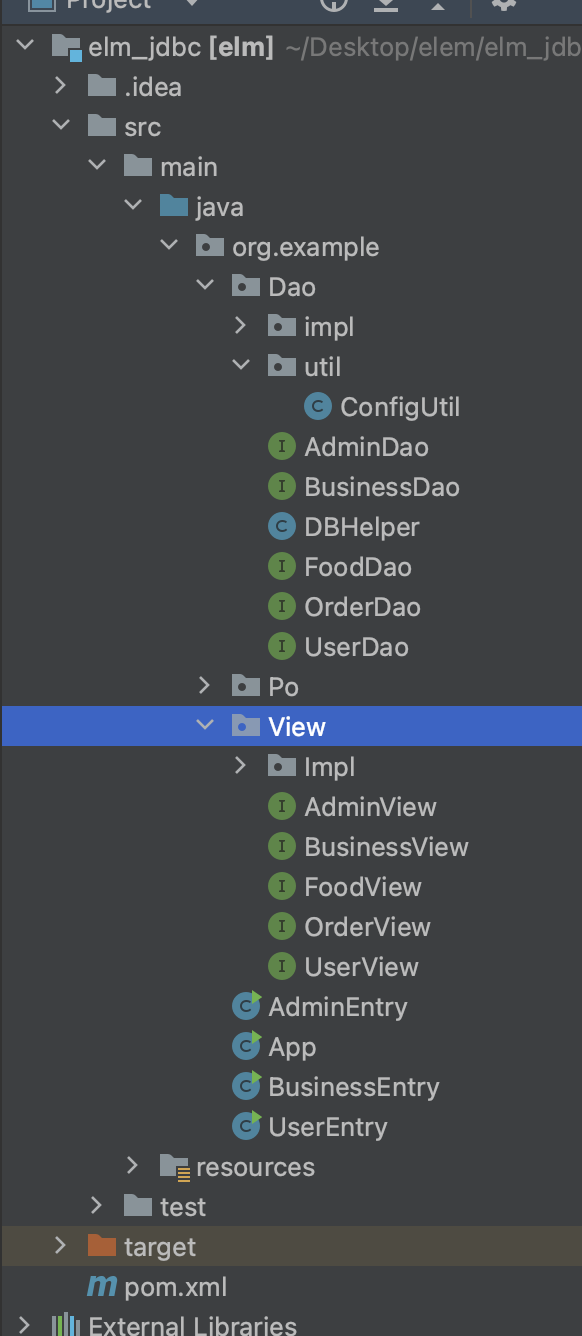 Project
elm_jdbc [elm] ~/Desktop/elem/elm_jdb
.idea
src
main
java
org.example
Dao
impl
util
C ConfigUtil
I AdminDao
I BusinessDao
C DBHelper
I FoodDao
I OrderDao
I UserDao
Po
View
Impl
I AdminView
I BusinessView
I FoodView
I OrderView
I UserView
C AdminEntry
C App
C BusinessEntry
C UserEntry
resources
test
target
m pom.xml
External Libraries